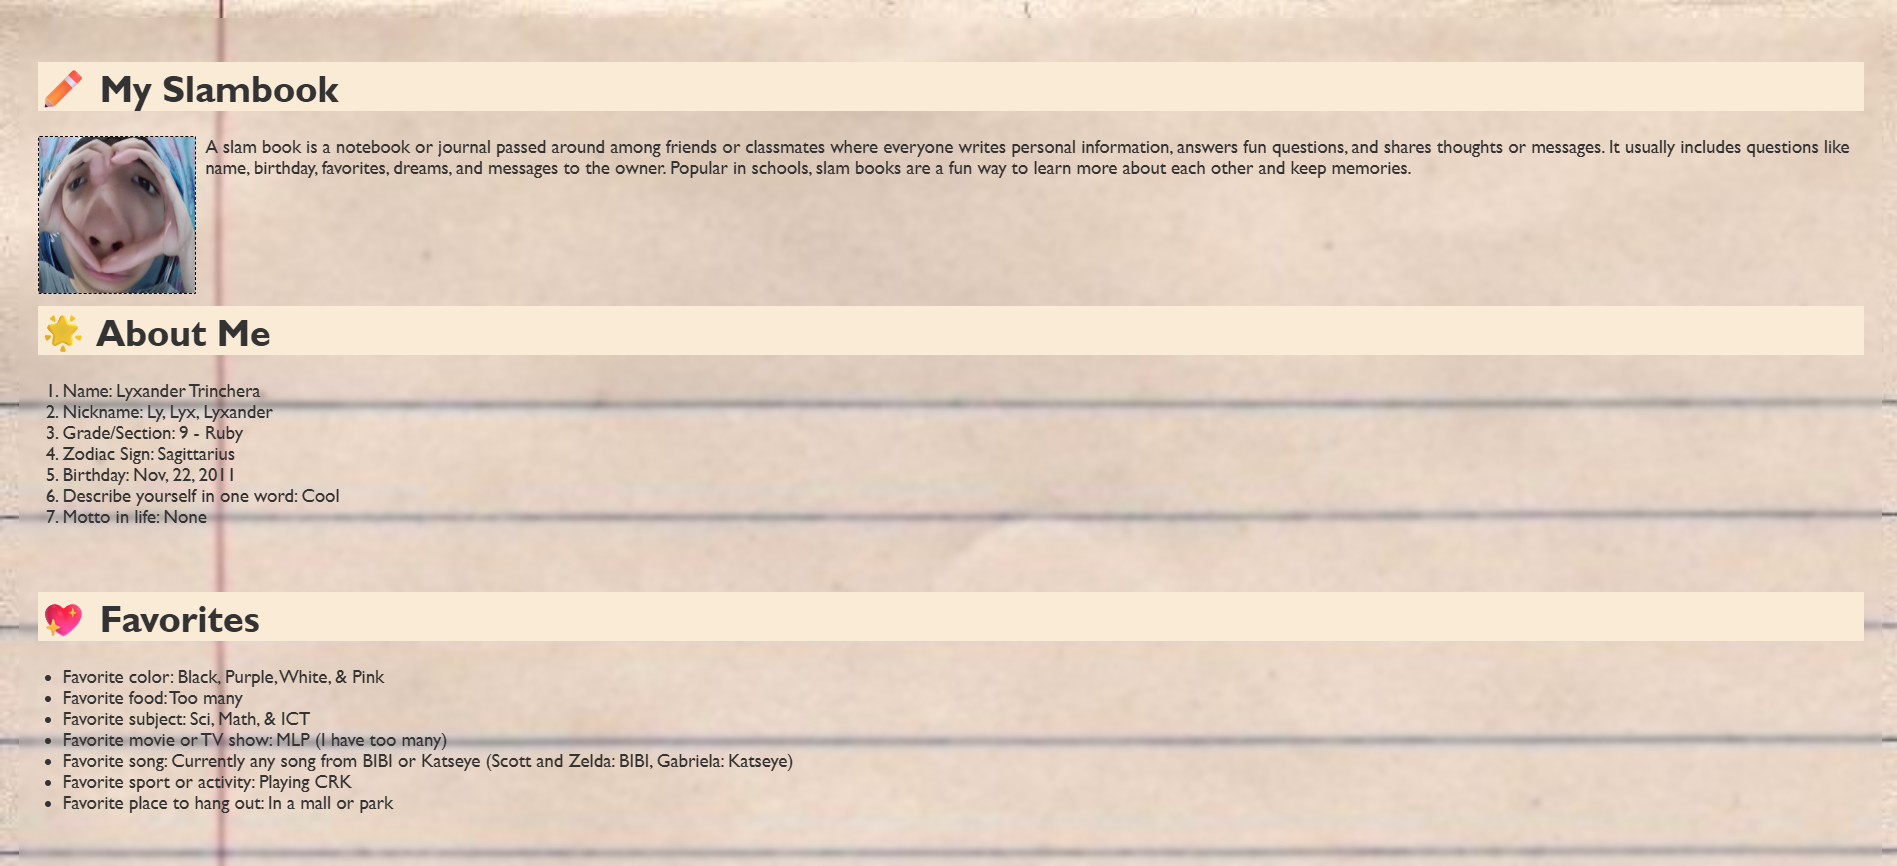 My Slambook
A slam book is a notebook or journal passed around among friends or classmates where everyone writes personal information, answers fun questions, and shares thoughts or messages. It usually includes questions like
name, birthday, favorites, dreams, and messages to the owner. Popular in schools, slam books are a fun way to learn more about each other and keep memories.
About Me
1. Name: Lyxander Trinchera
2. Nickname: Ly, Lyx, Lyxander
3. Grade/Section: 9 - Ruby
4. Zodiac Sign: Sagittarius
5. Birthday: Nov, 22, 2011
6. Describe yourself in one word: Cool
7. Motto in life: None
Favorites
• Favorite color: Black, Purple, White, & Pink
• Favorite food: Too many
• Favorite subject: Sci, Math, & ICT
• Favorite movie or TV show: MLP (I have too many)
• Favorite song: Currently any song from BIBI or Katseye (Scott and Zelda: BIBI, Gabriela: Katseye)
• Favorite sport or activity: Playing CRK
• Favorite place to hang out: In a mall or park